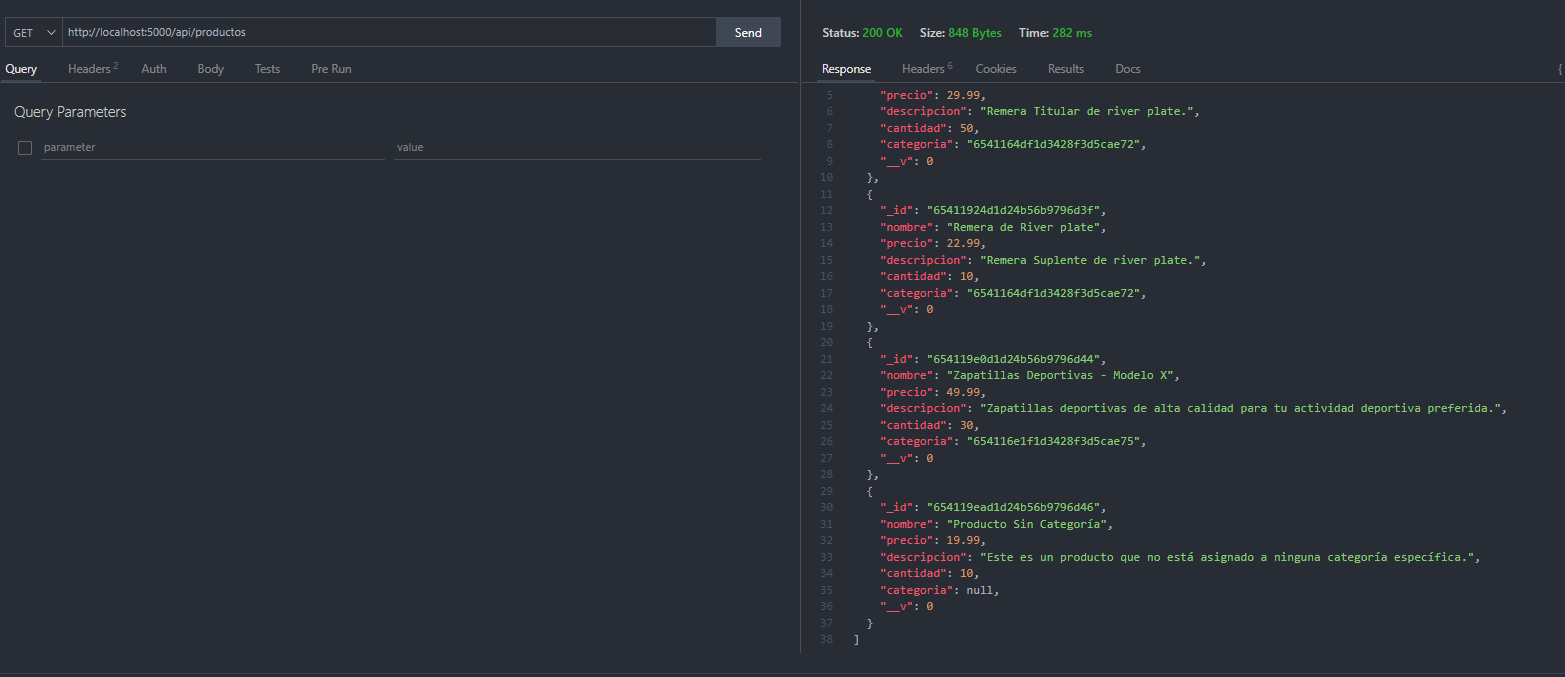 GET http://localhost:5000/api/productos Send
Query Headers 2 Auth Body Tests Pre Run
Query Parameters
parameter value
Status: 200 OK Size: 848 Bytes Time: 282 ms
Response Headers 6 Cookies Results Docs {
5 "precio": 29.99,
6 "descripcion": "Remera Titular de river plate.",
7 "cantidad": 50,
8 "categoria": "6541164df1d3428f3d5cae72",
9 "__v": 0
10 },
11 {
12 "_id": "65411924d1d24b56b9796d3f",
13 "nombre": "Remera de River plate",
14 "precio": 22.99,
15 "descripcion": "Remera Suplente de river plate.",
16 "cantidad": 10,
17 "categoria": "6541164df1d3428f3d5cae72",
18 "__v": 0
19 },
20 {
21 "_id": "654119e0d1d24b56b9796d44",
22 "nombre": "Zapatillas Deportivas - Modelo X",
23 "precio": 49.99,
24 "descripcion": "Zapatillas deportivas de alta calidad para tu actividad deportiva preferida.",
25 "cantidad": 30,
26 "categoria": "654116e1f1d3428f3d5cae75",
27 "__v": 0
28 },
29 {
30 "_id": "654119ead1d24b56b9796d46",
31 "nombre": "Producto Sin Categoría",
32 "precio": 19.99,
33 "descripcion": "Este es un producto que no está asignado a ninguna categoría específica.",
34 "cantidad": 10,
35 "categoria": null,
36 "__v": 0
37 }
38 ]